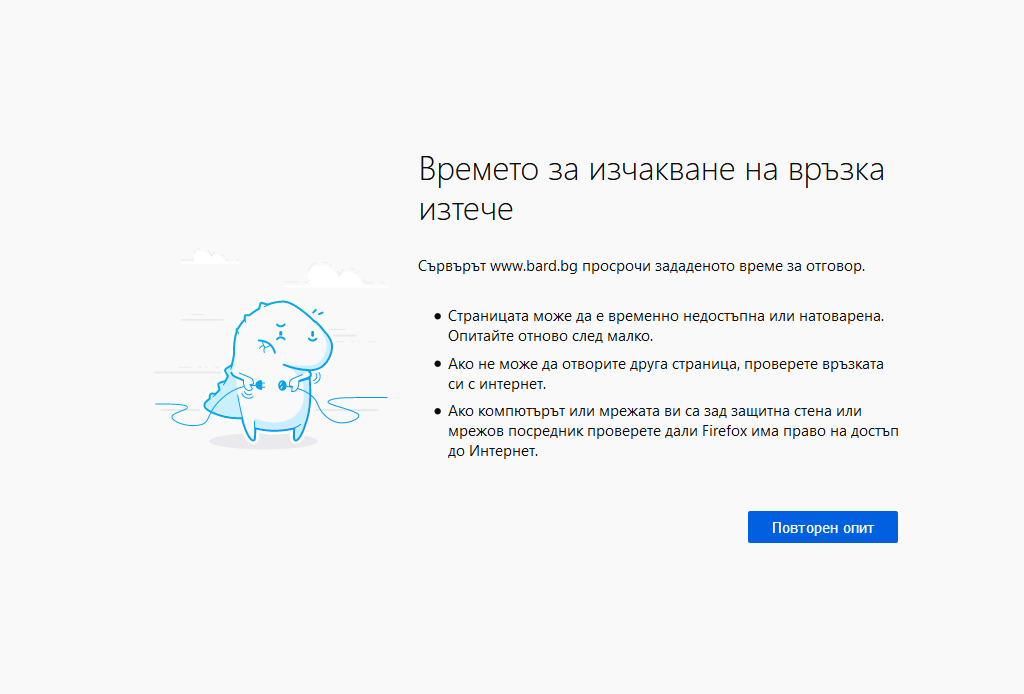 Времето за изчакване на връзка
изтече
Сървърът www.bard.bg просрочи зададеното време за отговор.
● Страницата може да е временно недостъпна или натоварена.
Опитайте отново след малко.
● Ако не може да отворите друга страница, проверете връзката
си с интернет.
● Ако компютърът или мрежата ви са зад защитна стена или
мрежов посредник проверете дали Firefox има право на достъп
до Интернет.
Повторен опит